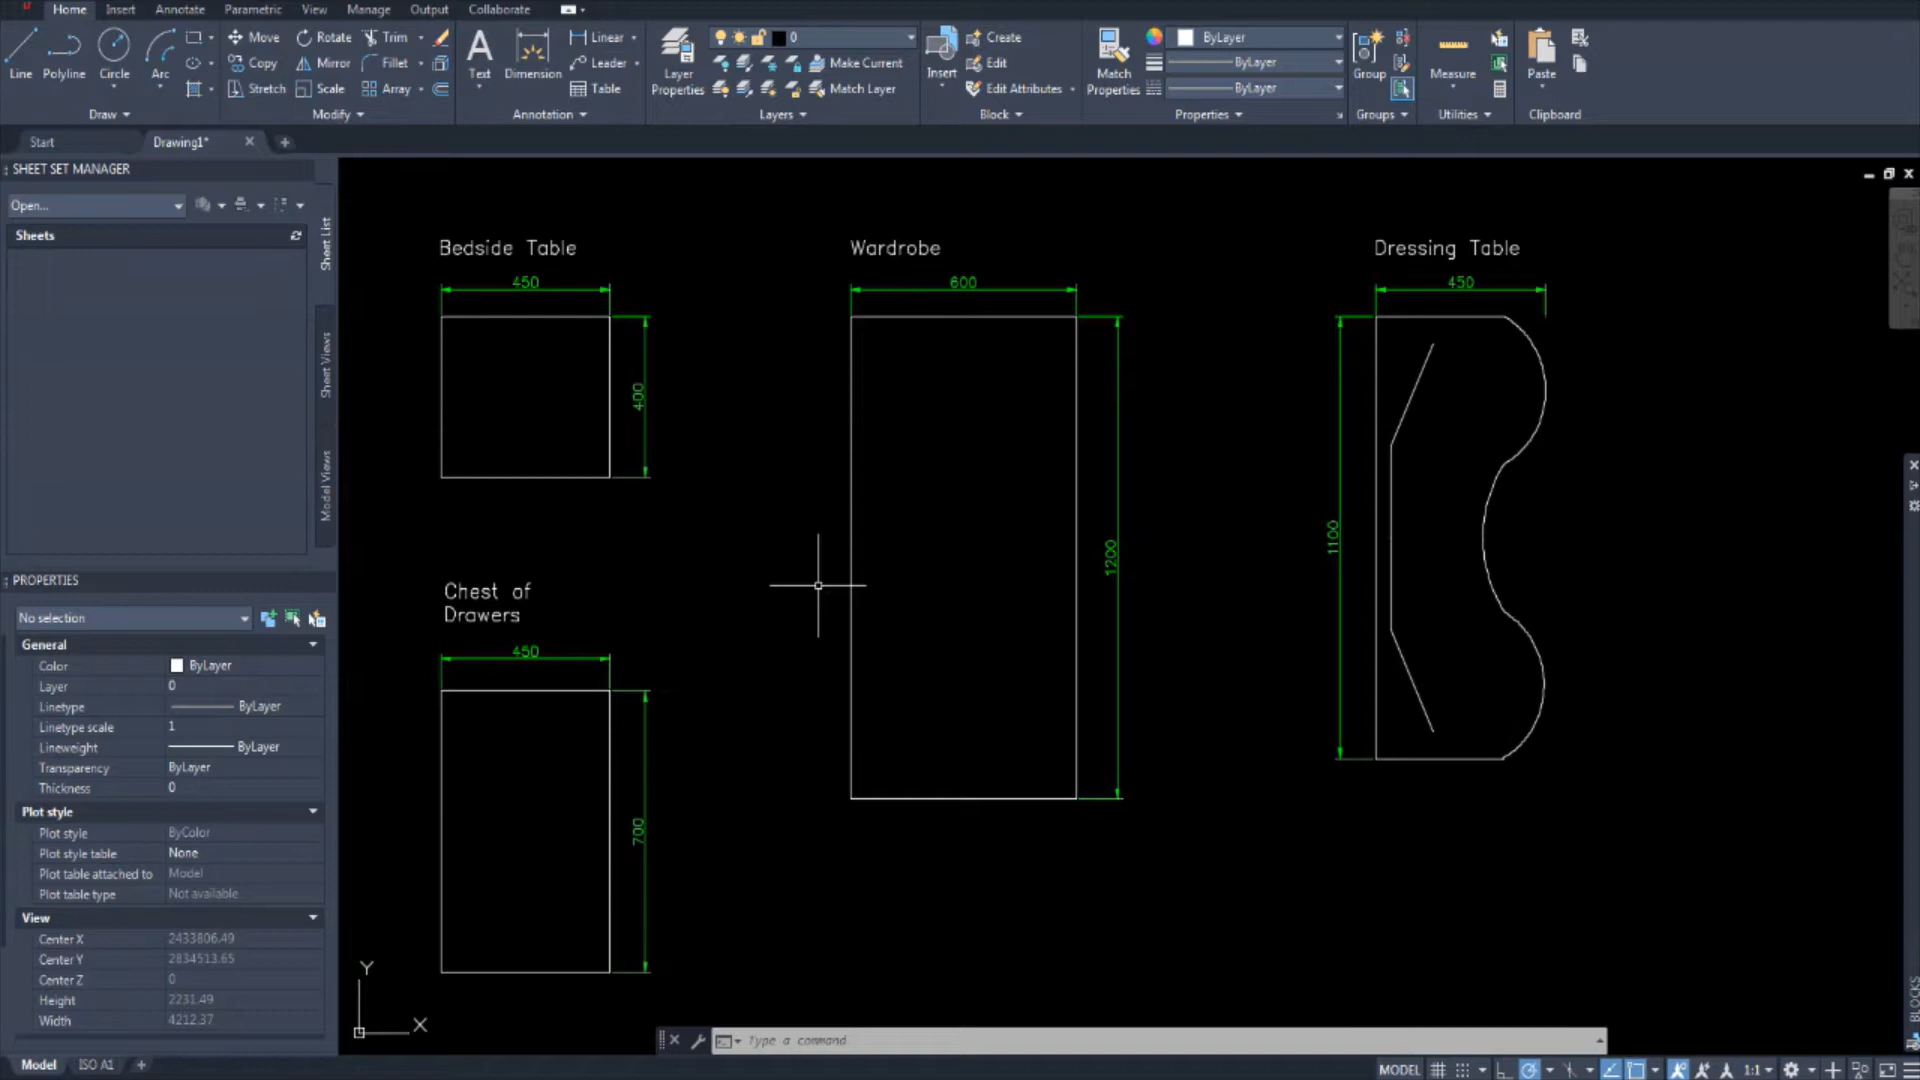 Home Insert Annotate Parametric View Manage Output Collaborate
Line Polyline Circle Arc
Move Rotate Trim
Copy Mirror Fillet
Stretch Scale Array
Text Dimension
Linear
Leader
Table
Layer Properties
0
Make Current
Match Layer
Insert
Create
Edit
Edit Attributes
Match Properties
ByLayer
ByLayer
ByLayer
Group
Measure
Paste
Draw Modify Annotation Layers Block Properties Groups Utilities Clipboard
Start Drawing1*
SHEET SET MANAGER
Open...
Sheets
Sheet List
Sheet Views
Model Views
PROPERTIES
No selection
General
Color ByLayer
Layer 0
Linetype ByLayer
Linetype scale 1
Lineweight ByLayer
Transparency ByLayer
Thickness 0
Plot style
Plot style ByColor
Plot style table None
Plot table attached to Model
Plot table type Not available
View
Center X 2433806.49
Center Y 2834513.65
Center Z 0
Height 2231.49
Width 4212.37
Bedside Table
450
400
Chest of
Drawers
450
700
Wardrobe
600
1200
Dressing Table
450
1100
Y
X
Type a command
BLOCKS
Model ISO A1
MODEL 1:1